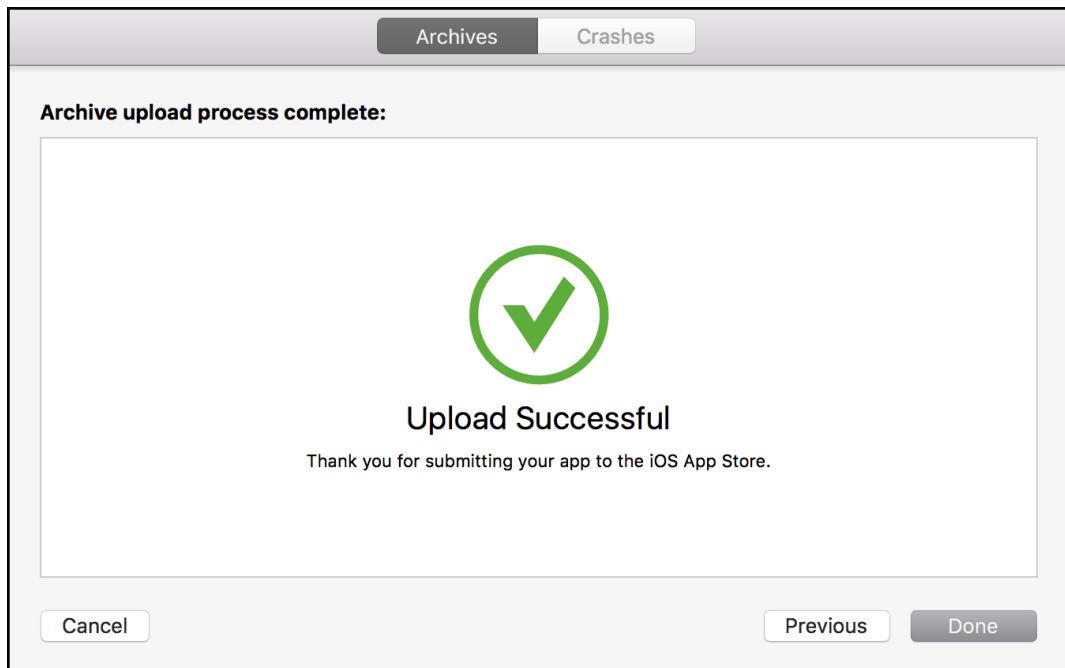 Archives Crashes
Archive upload process complete:
Upload Successful
Thank you for submitting your app to the iOS App Store.
Cancel Previous Done